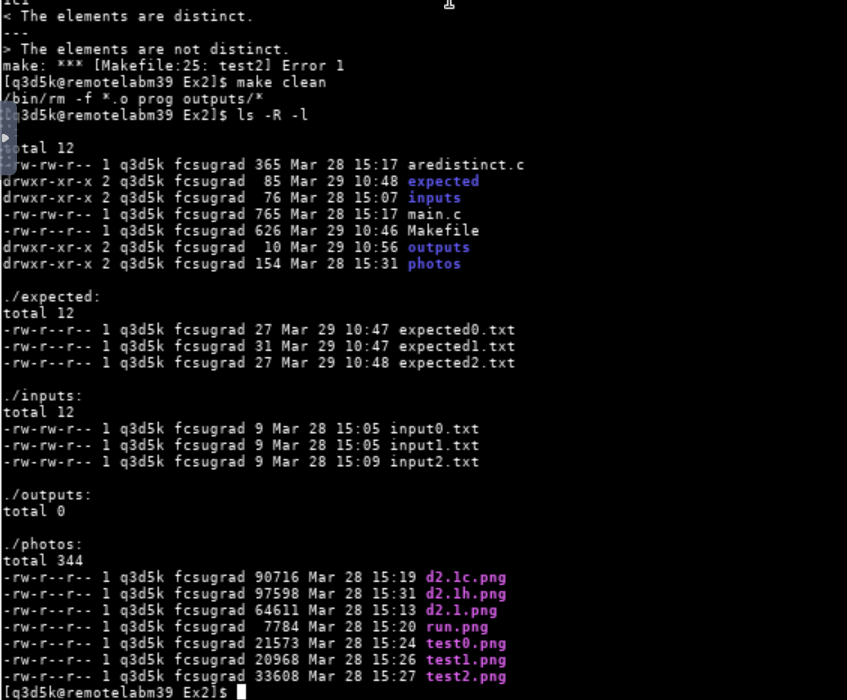 1c1
< The elements are distinct.
---
> The elements are not distinct.
make: *** [Makefile:25: test2] Error 1
[q3d5k@remotelabm39 Ex2]$ make clean
/bin/rm -f *.o prog outputs/*
[q3d5k@remotelabm39 Ex2]$ ls -R -l
total 12
-rw-rw-r-- 1 q3d5k fcsugrad 365 Mar 28 15:17 aredistinct.c
drwxr-xr-x 2 q3d5k fcsugrad  85 Mar 29 10:48 expected
drwxr-xr-x 2 q3d5k fcsugrad  76 Mar 28 15:07 inputs
-rw-rw-r-- 1 q3d5k fcsugrad 765 Mar 28 15:17 main.c
-rw-r--r-- 1 q3d5k fcsugrad 626 Mar 29 10:46 Makefile
drwxr-xr-x 2 q3d5k fcsugrad  10 Mar 29 10:56 outputs
drwxr-xr-x 2 q3d5k fcsugrad 154 Mar 28 15:31 photos
./expected:
total 12
-rw-r--r-- 1 q3d5k fcsugrad 27 Mar 29 10:47 expected0.txt
-rw-rw-r-- 1 q3d5k fcsugrad 31 Mar 29 10:47 expected1.txt
-rw-rw-r-- 1 q3d5k fcsugrad 27 Mar 29 10:48 expected2.txt
./inputs:
total 12
-rw-rw-r-- 1 q3d5k fcsugrad 9 Mar 28 15:05 input0.txt
-rw-rw-r-- 1 q3d5k fcsugrad 9 Mar 28 15:05 input1.txt
-rw-rw-r-- 1 q3d5k fcsugrad 9 Mar 28 15:09 input2.txt
./outputs:
total 0
./photos:
total 344
-rw-r--r-- 1 q3d5k fcsugrad 90716 Mar 28 15:19 d2.1c.png
-rw-r--r-- 1 q3d5k fcsugrad 97598 Mar 28 15:31 d2.1h.png
-rw-r--r-- 1 q3d5k fcsugrad 64611 Mar 28 15:13 d2.1.png
-rw-r--r-- 1 q3d5k fcsugrad  7784 Mar 28 15:20 run.png
-rw-r--r-- 1 q3d5k fcsugrad 21573 Mar 28 15:24 test0.png
-rw-r--r-- 1 q3d5k fcsugrad 20968 Mar 28 15:26 test1.png
-rw-r--r-- 1 q3d5k fcsugrad 33608 Mar 28 15:27 test2.png
[q3d5k@remotelabm39 Ex2]$